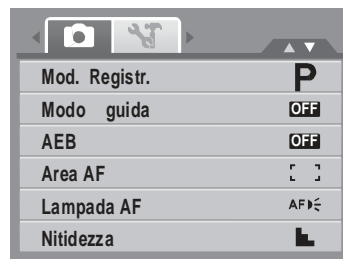 Mod. Registr. P
Modo guida OFF
AEB OFF
Area AF
Lampada AF AF
Nitidezza